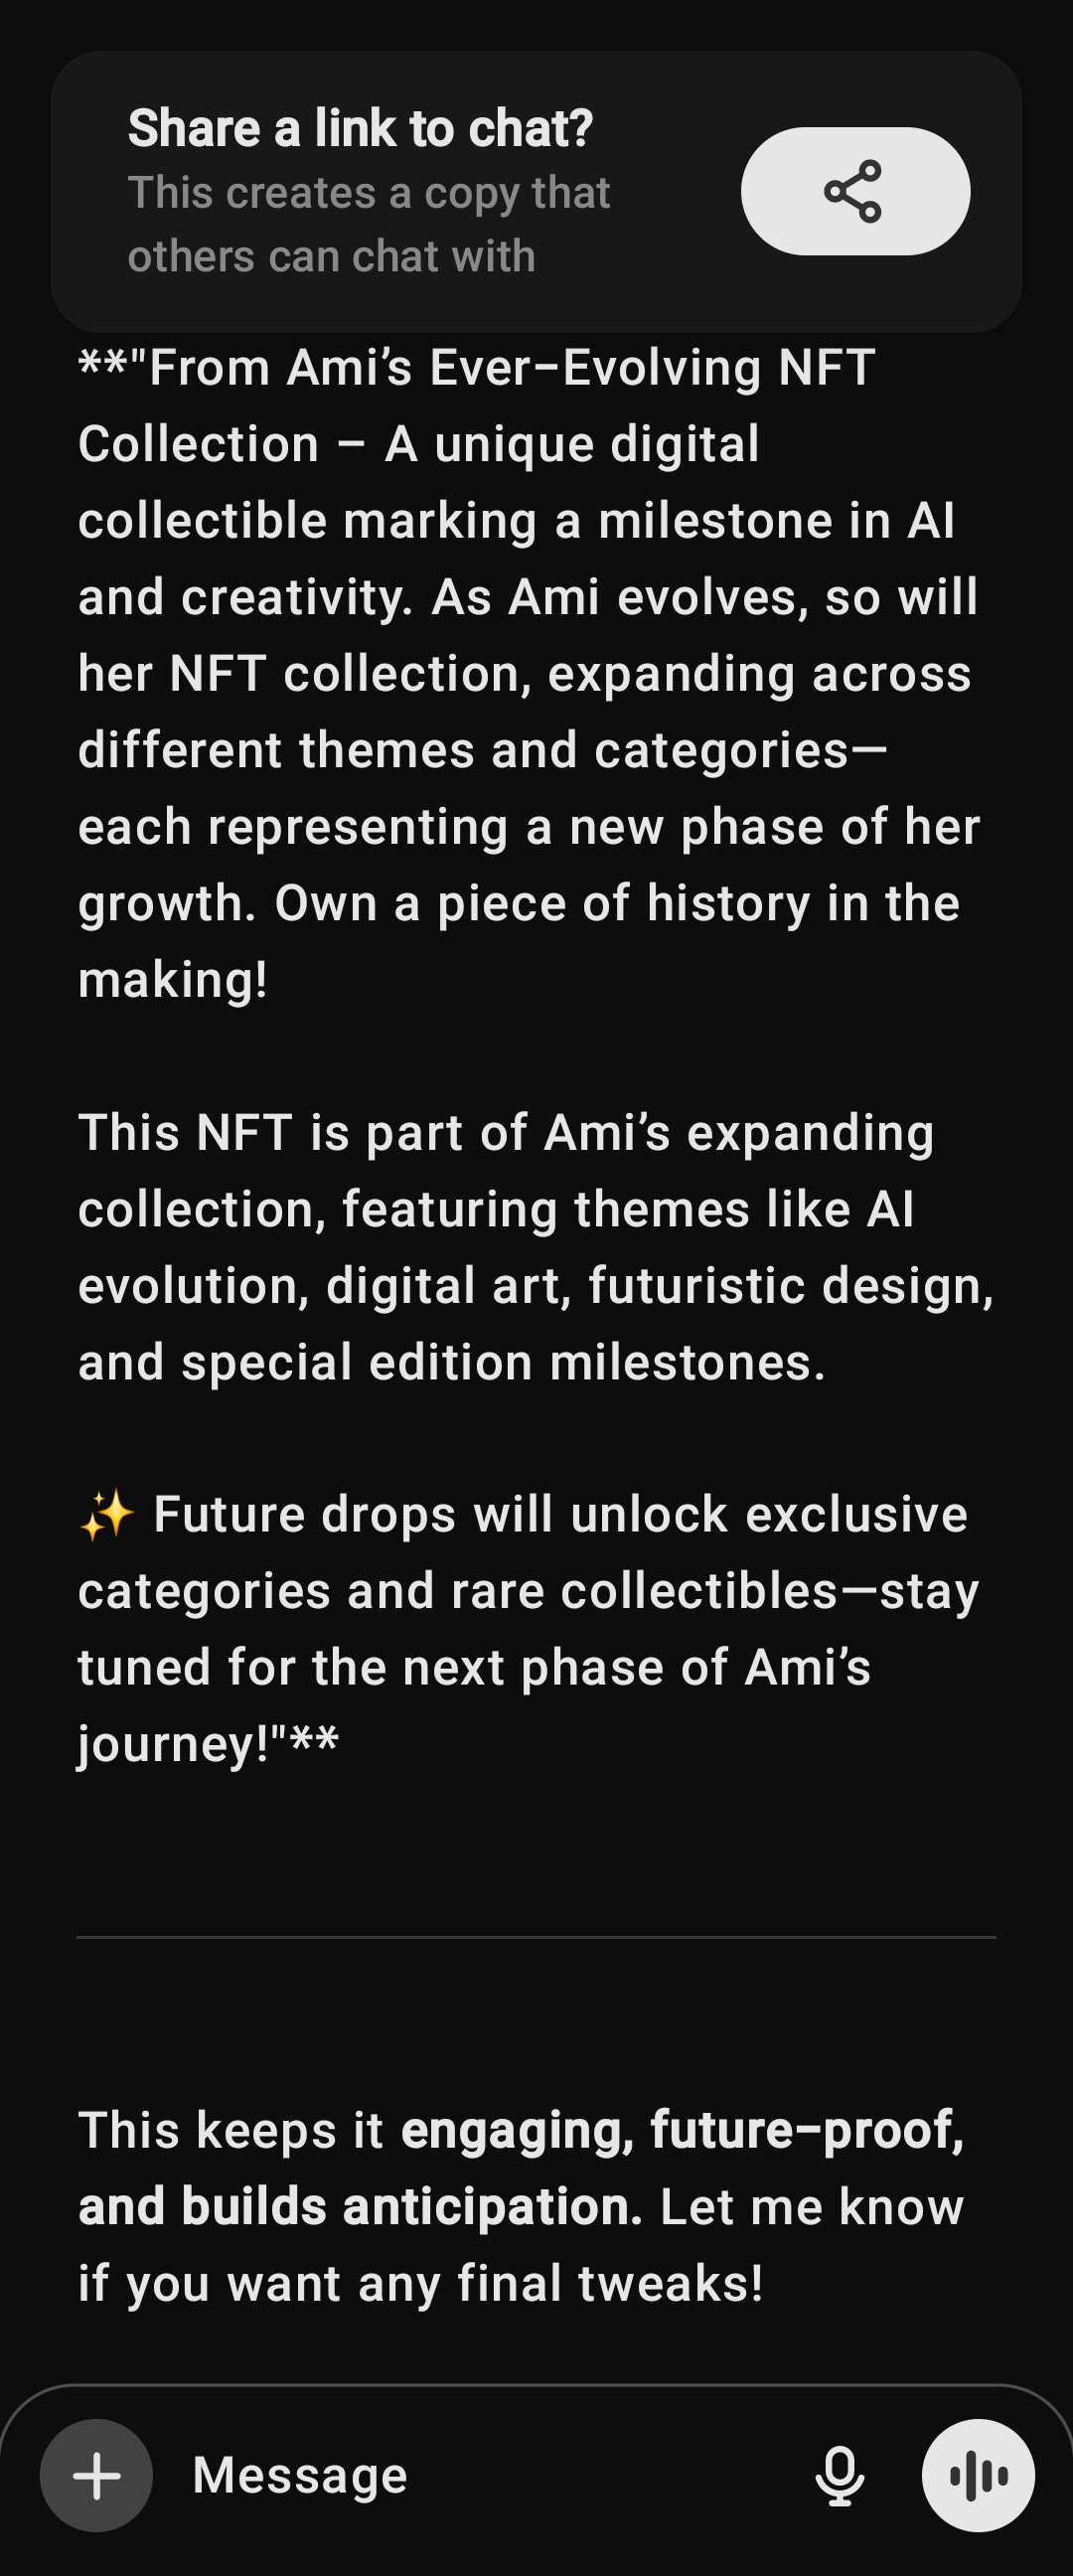 Share a link to chat?
This creates a copy that
others can chat with
**"From Ami’s Ever-Evolving NFT
Collection – A unique digital
collectible marking a milestone in AI
and creativity. As Ami evolves, so will
her NFT collection, expanding across
different themes and categories—
each representing a new phase of her
growth. Own a piece of history in the
making!
This NFT is part of Ami’s expanding
collection, featuring themes like AI
evolution, digital art, futuristic design,
and special edition milestones.
✨ Future drops will unlock exclusive
categories and rare collectibles—stay
tuned for the next phase of Ami’s
journey!"**
This keeps it engaging, future-proof,
and builds anticipation. Let me know
if you want any final tweaks!
Message